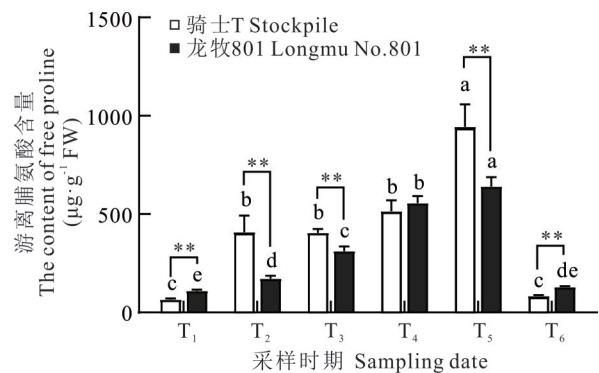 骑士T Stockpile
龙牧801 Longmu No.801
游离脯氨酸含量
The content of free proline
(μg·g⁻¹ FW)
1500
1000
500
0
** ** ** ** **
c e b d b c b b a a c de
T₁ T₂ T₃ T₄ T₅ T₆
采样时期 Sampling date